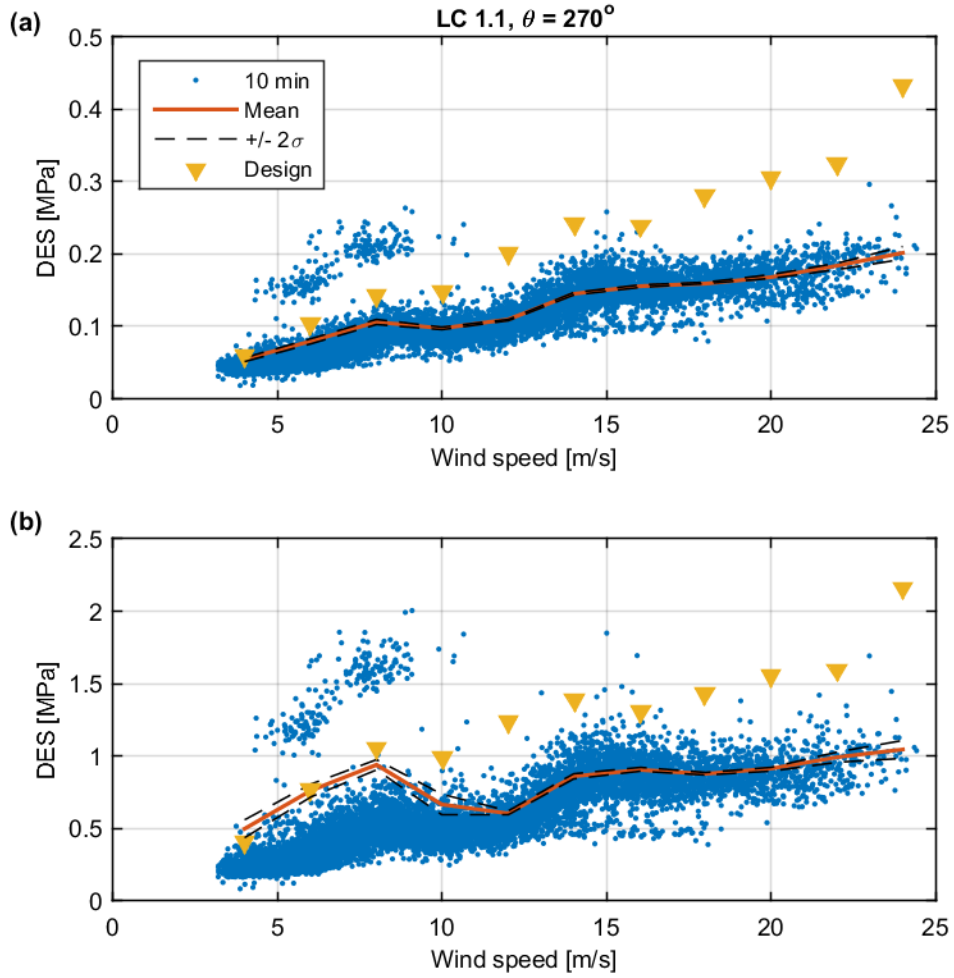 (a)
LC 1.1, θ = 270°
0.5
0.4
0.3
0.2
0.1
0
DES [MPa]
10 min
Mean
+/- 2σ
Design
0 5 10 15 20 25
Wind speed [m/s]
(b)
2.5
2
1.5
1
0.5
0
DES [MPa]
0 5 10 15 20 25
Wind speed [m/s]